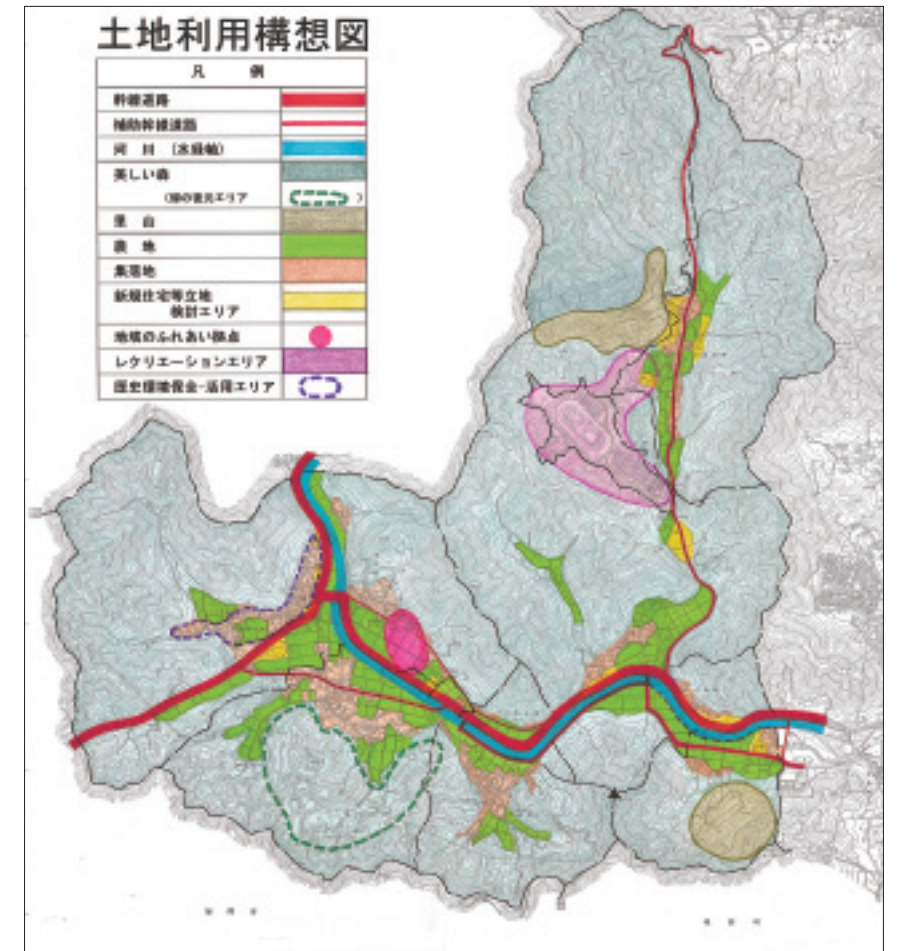 土地利用構想図
凡 例
幹線道路
補助幹線道路
河 川 (水緑軸)
美しい森
(緑の復元エリア )
里 山
農 地
集落地
新規住宅等立地
検討エリア
地域のふれあい拠点
レクリエーションエリア
歴史環境保全・活用エリア